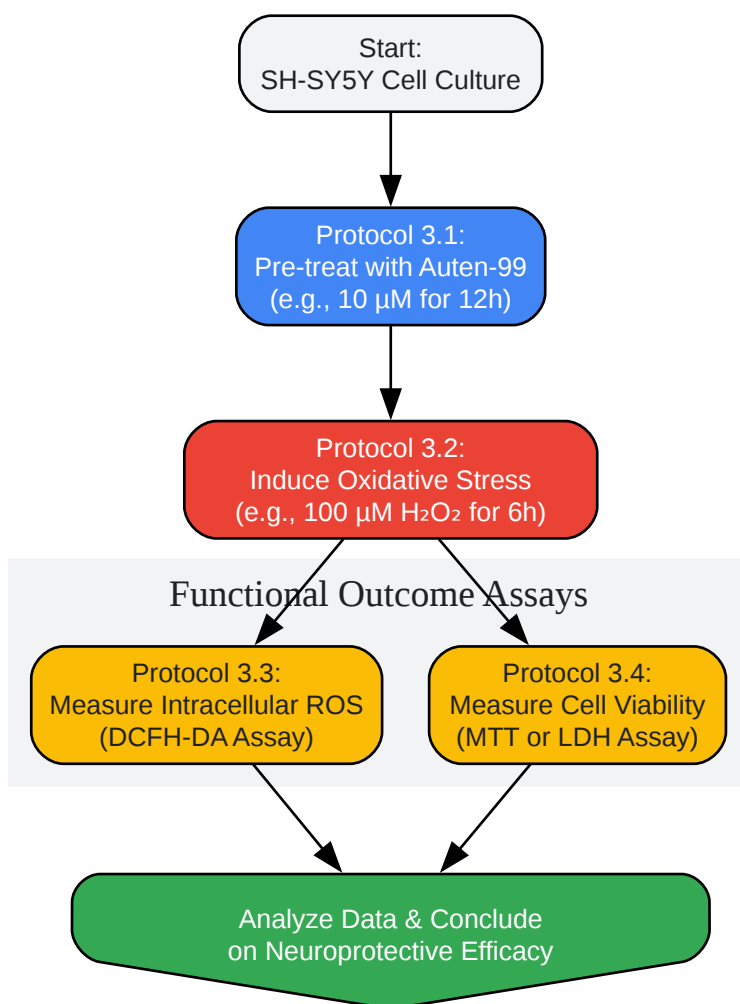 Start:
SH-SY5Y Cell Culture
Protocol 3.1:
Pre-treat with Auten-99
(e.g., 10 µM for 12h)
Protocol 3.2:
Induce Oxidative Stress
(e.g., 100 µM H₂O₂ for 6h)
Functional Outcome Assays
Protocol 3.3:
Measure Intracellular ROS
(DCFH-DA Assay)
Protocol 3.4:
Measure Cell Viability
(MTT or LDH Assay)
Analyze Data & Conclude
on Neuroprotective Efficacy